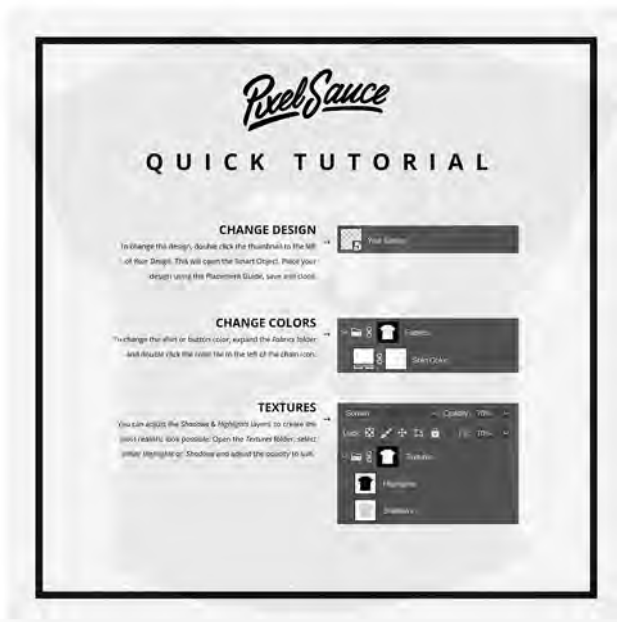 PixelSauce
QUICK TUTORIAL
CHANGE DESIGN
To change the design, double click the thumbnail to the left
of Your Design. This will open the Smart Object. Place your
design using the Placement Guide, save and close.
→
Your Design
CHANGE COLORS
To change the shirt or button color, expand the Fabrics folder
and double click the color tile to the left of the chain icon.
→
Fabrics
Shirt Color
TEXTURES
You can adjust the Shadows & Highlights layers to create the
most realistic look possible. Open the Textures folder, select
either Highlights or Shadows and adjust the opacity to suit.
→
Screen Opacity: 70%
Lock: Fill: 70%
Textures
Highlights
Shadows